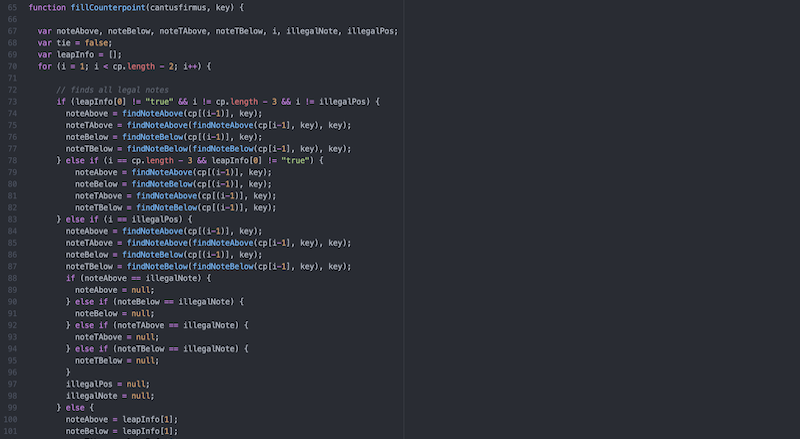 65 function fillCounterpoint(cantusfirmus, key) {
66
67 var noteAbove, noteBelow, noteTAbove, noteTBelow, i, illegalNote, illegalPos;
68 var tie = false;
69 var leapInfo = [];
70 for (i = 1; i < cp.length - 2; i++) {
71
72 // finds all legal notes
73 if (leapInfo[0] != "true" && i != cp.length - 3 && i != illegalPos) {
74 noteAbove = findNoteAbove(cp[(i-1)], key);
75 noteTAbove = findNoteAbove(findNoteAbove(cp[i-1], key), key);
76 noteBelow = findNoteBelow(cp[(i-1)], key);
77 noteTBelow = findNoteBelow(findNoteBelow(cp[i-1], key), key);
78 } else if (i == cp.length - 3 && leapInfo[0] != "true") {
79 noteAbove = findNoteAbove(cp[(i-1)], key);
80 noteBelow = findNoteBelow(cp[(i-1)], key);
81 noteTAbove = findNoteAbove(cp[(i-1)], key);
82 noteTBelow = findNoteBelow(cp[(i-1)], key);
83 } else if (i == illegalPos) {
84 noteAbove = findNoteAbove(cp[(i-1)], key);
85 noteTAbove = findNoteAbove(findNoteAbove(cp[i-1], key), key);
86 noteBelow = findNoteBelow(cp[(i-1)], key);
87 noteTBelow = findNoteBelow(findNoteBelow(cp[i-1], key), key);
88 if (noteAbove == illegalNote) {
89 noteAbove = null;
90 } else if (noteBelow == illegalNote) {
91 noteBelow = null;
92 } else if (noteTAbove == illegalNote) {
93 noteTAbove = null;
94 } else if (noteTBelow == illegalNote) {
95 noteTBelow = null;
96 }
97 illegalPos = null;
98 illegalNote = null;
99 } else {
100 noteAbove = leapInfo[1];
101 noteBelow = leapInfo[1];